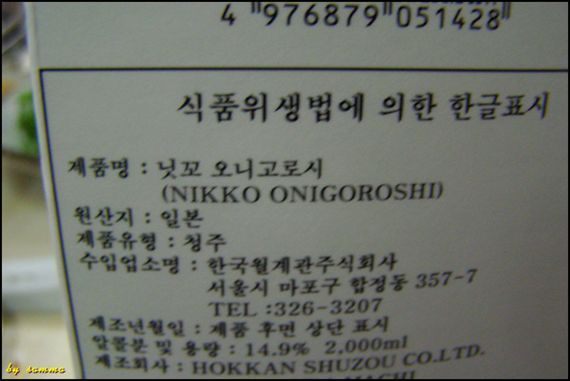 4 976879 051428
식품위생법에 의한 한글표시
제품명 : 닛꼬 오니고로시
(NIKKO ONIGOROSHI)
원산지 : 일본
제품유형 : 청주
수입업소명 : 한국월계관주식회사
서울시 마포구 합정동 357-7
TEL :326-3207
제조년월일 : 제품 후면 상단 표시
알콜분 및 용량 : 14.9% 2,000ml
제조회사 : HOKKAN SHUZOU CO.LTD.
by somma